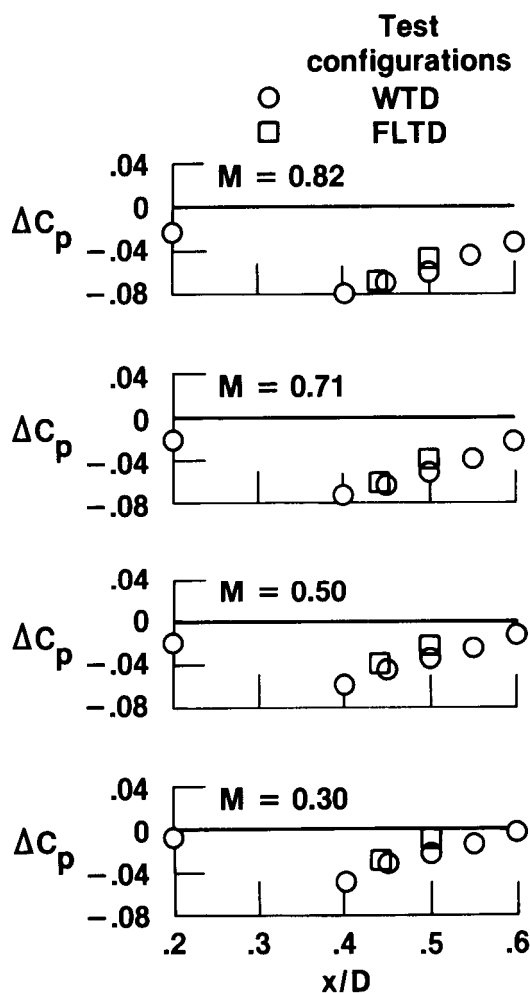 Test
configurations
WTD
FLTD
.04
M = 0.82
0
ΔCp
−.04
−.08
.04
M = 0.71
0
ΔCp
−.04
−.08
.04
M = 0.50
0
ΔCp
−.04
−.08
.04
M = 0.30
0
ΔCp
−.04
−.08
.2 .3 .4 .5 .6
x/D